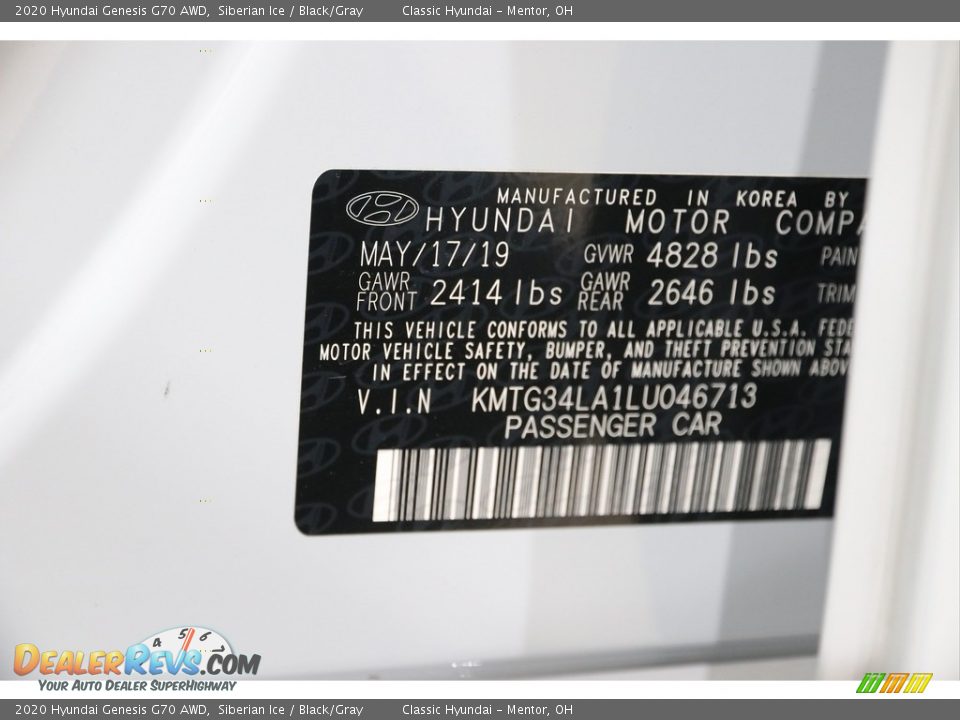 2020 Hyundai Genesis G70 AWD, Siberian Ice / Black/Gray Classic Hyundai – Mentor, OH
MANUFACTURED IN KOREA BY
HYUNDAI MOTOR COMPA
MAY/17/19 GVWR 4828 lbs PAIN
GAWR FRONT 2414 lbs GAWR REAR 2646 lbs TRIM
THIS VEHICLE CONFORMS TO ALL APPLICABLE U.S.A. FEDE
MOTOR VEHICLE SAFETY, BUMPER, AND THEFT PREVENTION STA
IN EFFECT ON THE DATE OF MANUFACTURE SHOWN ABOV
V.I.N KMTG34LA1LU046713
PASSENGER CAR
4 5 6 7
DEALERREVS.COM
YOUR AUTO DEALER SUPERHIGHWAY
2020 Hyundai Genesis G70 AWD, Siberian Ice / Black/Gray Classic Hyundai – Mentor, OH